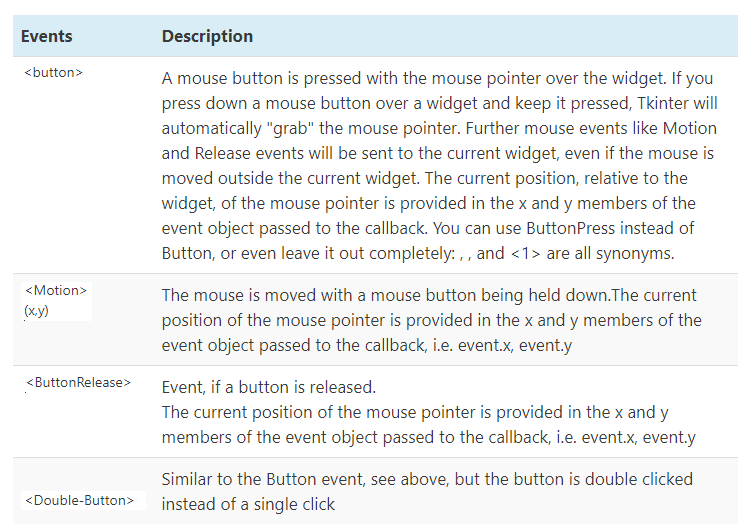 Events Description
<button>
A mouse button is pressed with the mouse pointer over the widget. If you
press down a mouse button over a widget and keep it pressed, Tkinter will
automatically "grab" the mouse pointer. Further mouse events like Motion
and Release events will be sent to the current widget, even if the mouse is
moved outside the current widget. The current position, relative to the
widget, of the mouse pointer is provided in the x and y members of the
event object passed to the callback. You can use ButtonPress instead of
Button, or even leave it out completely: , , and <1> are all synonyms.
<Motion>
(x,y)
The mouse is moved with a mouse button being held down.The current
position of the mouse pointer is provided in the x and y members of the
event object passed to the callback, i.e. event.x, event.y
<ButtonRelease>
Event, if a button is released.
The current position of the mouse pointer is provided in the x and y
members of the event object passed to the callback, i.e. event.x, event.y
<Double-Button>
Similar to the Button event, see above, but the button is double clicked
instead of a single click